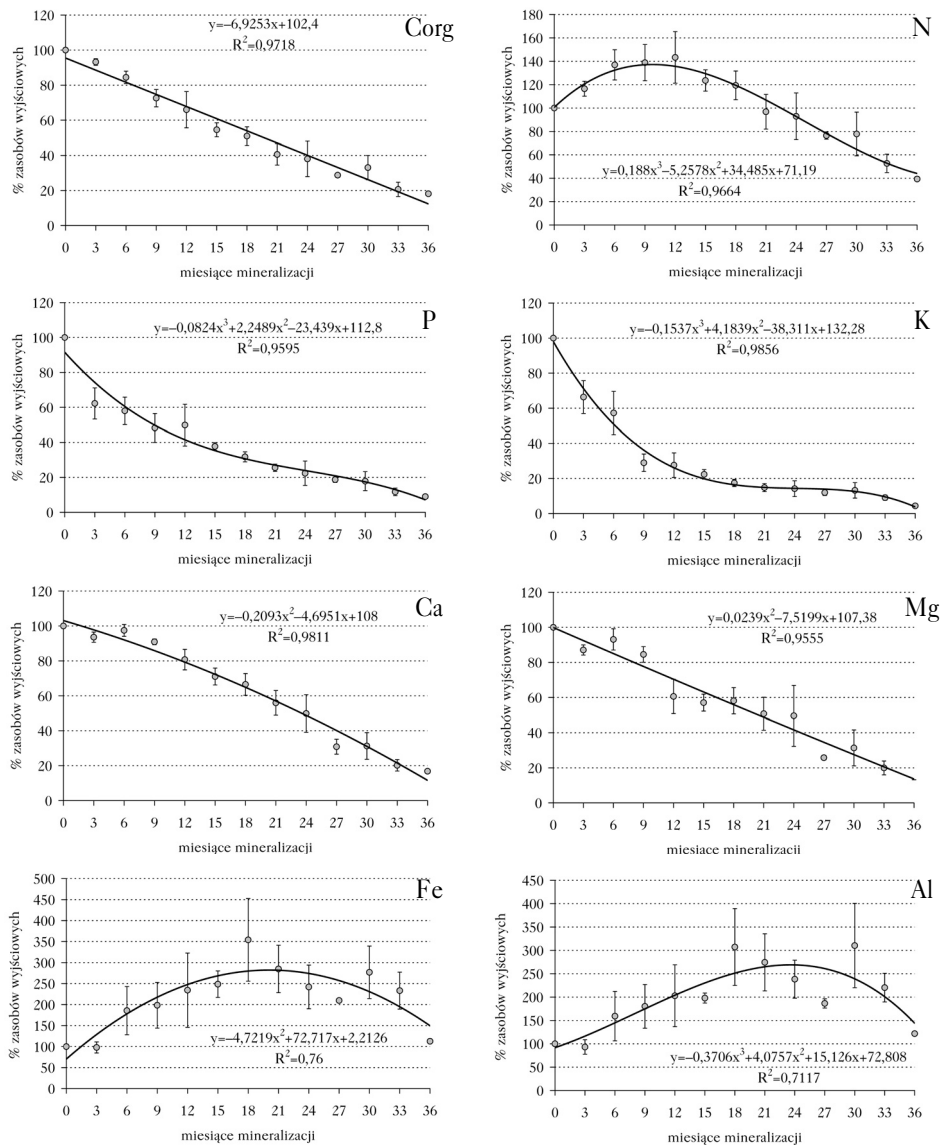 y=−6,9253x+102,4
R²=0,9718
Corg
% zasobów wyjściowych
120
100
80
60
40
20
0
0 3 6 9 12 15 18 21 24 27 30 33 36
miesiące mineralizacji
N
% zasobów wyjściowych
180
160
140
120
100
80
60
40
20
0
y=0,188x³−5,2578x²+34,485x+71,19
R²=0,9664
0 3 6 9 12 15 18 21 24 27 30 33 36
miesiące mineralizacji
P
y=−0,0824x³+2,2489x²−23,439x+112,8
R²=0,9595
% zasobów wyjściowych
120
100
80
60
40
20
0
0 3 6 9 12 15 18 21 24 27 30 33 36
miesiące mineralizacji
K
y=−0,1537x³+4,1839x²−38,311x+132,28
R²=0,9856
% zasobów wyjściowych
120
100
80
60
40
20
0
0 3 6 9 12 15 18 21 24 27 30 33 36
miesiące mineralizacji
Ca
y=−0,2093x²−4,6951x+108
R²=0,9811
% zasobów wyjściowych
120
100
80
60
40
20
0
0 3 6 9 12 15 18 21 24 27 30 33 36
miesiące mineralizacji
Mg
y=0,0239x²−7,5199x+107,38
R²=0,9555
% zasobów wyjściowych
120
100
80
60
40
20
0
0 3 6 9 12 15 18 21 24 27 30 33 36
miesiące mineralizacji
Fe
% zasobów wyjściowych
500
450
400
350
300
250
200
150
100
50
0
y=−4,7219x²+72,717x+2,2126
R²=0,76
0 3 6 9 12 15 18 21 24 27 30 33 36
miesiące mineralizacji
Al
% zasobów wyjściowych
450
400
350
300
250
200
150
100
50
0
y=−0,3706x³+4,0757x²+15,126x+72,808
R²=0,7117
0 3 6 9 12 15 18 21 24 27 30 33 36
miesiące mineralizacji